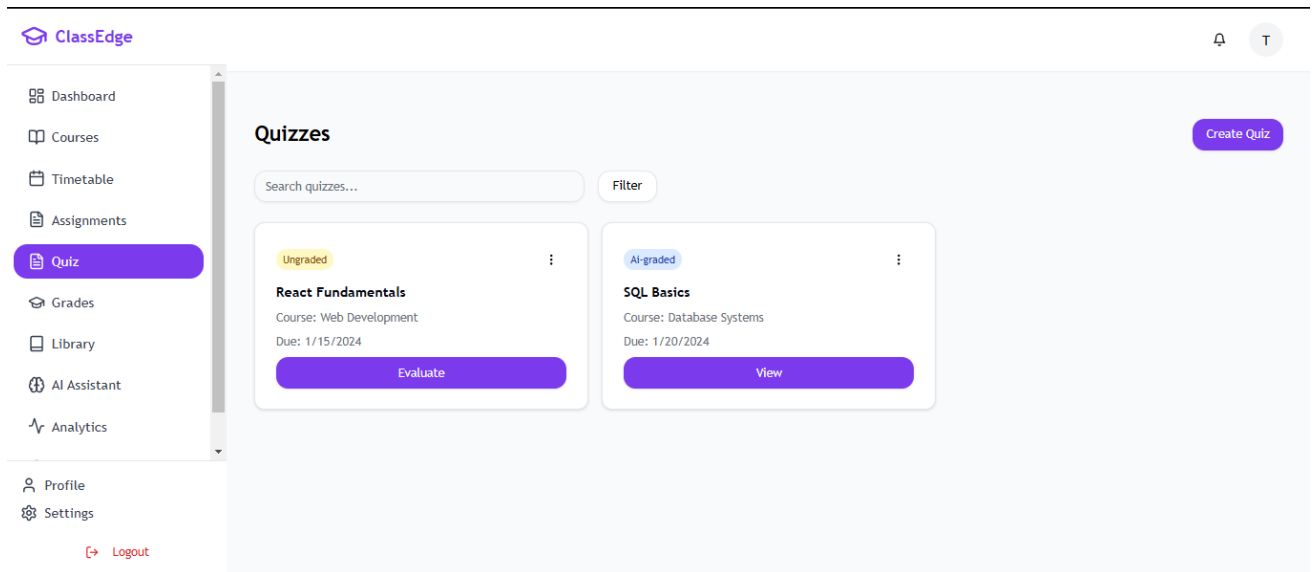 ClassEdge
T
Dashboard
Courses
Timetable
Assignments
Quiz
Grades
Library
AI Assistant
Analytics
Profile
Settings
Logout
Quizzes
Create Quiz
Search quizzes...
Filter
Ungraded
React Fundamentals
Course: Web Development
Due: 1/15/2024
Evaluate
Ai-graded
SQL Basics
Course: Database Systems
Due: 1/20/2024
View